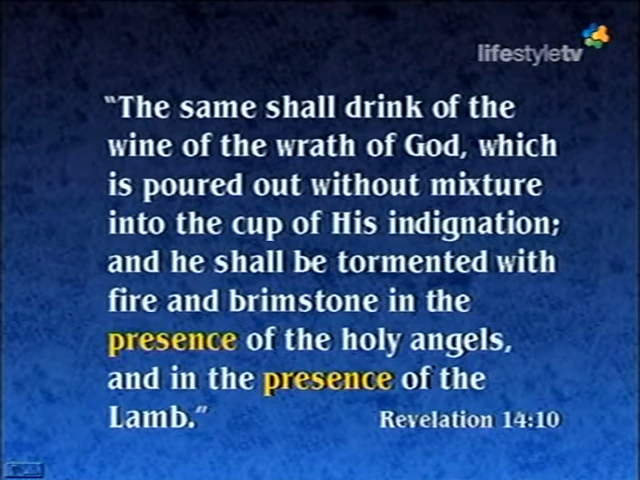 lifestyletv
“The same shall drink of the
wine of the wrath of God, which
is poured out without mixture
into the cup of His indignation;
and he shall be tormented with
fire and brimstone in the
presence of the holy angels,
and in the presence of the
Lamb.”
Revelation 14:10